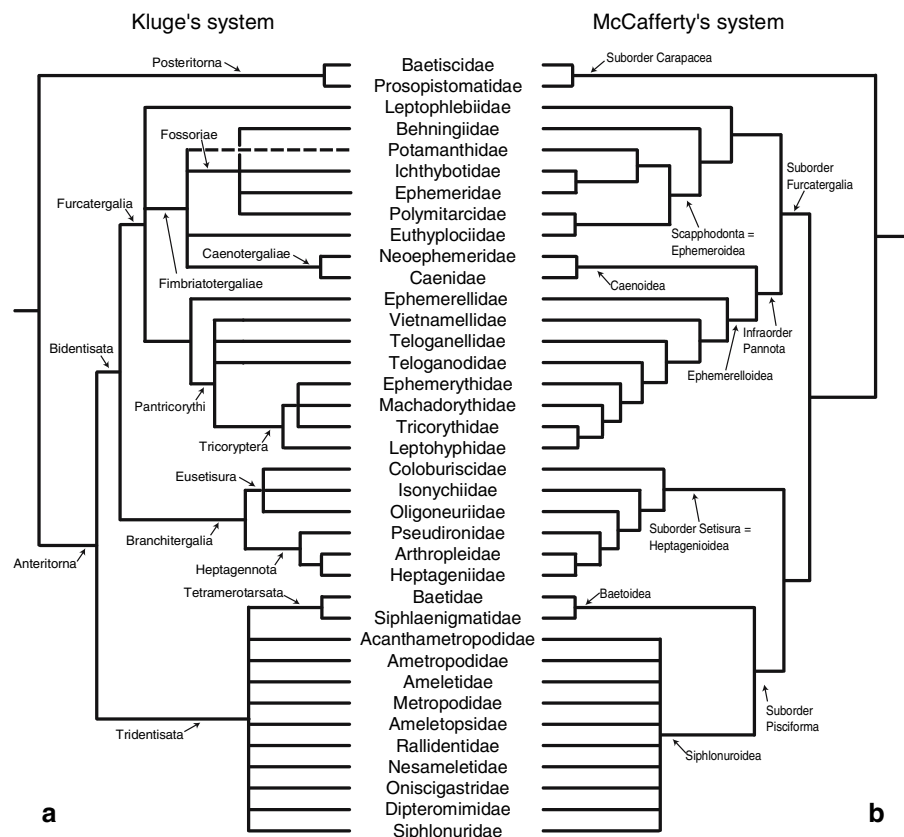 Kluge's system
McCafferty's system
Posteritorna
Fossoriae
Furcatergalia
Caenotergaliae
Fimbriatotergaliae
Bidentisata
Pantricorythi
Tricoryptera
Eusetisura
Branchitergalia
Anteritorna
Heptagennota
Tetramerotarsata
Tridentisata
a
Baetiscidae
Prosopistomatidae
Leptophlebiidae
Behningiidae
Potamanthidae
Ichthybotidae
Ephemeridae
Polymitarcidae
Euthyplociidae
Neoephemeridae
Caenidae
Ephemerellidae
Vietnamellidae
Teloganellidae
Teloganodidae
Ephemerythidae
Machadorythidae
Tricorythidae
Leptohyphidae
Coloburiscidae
Isonychiidae
Oligoneuriidae
Pseudironidae
Arthropleidae
Heptageniidae
Baetidae
Siphlaenigmatidae
Acanthametropodidae
Ametropodidae
Ameletidae
Metropodidae
Ameletopsidae
Rallidentidae
Nesameletidae
Oniscigastridae
Dipteromimidae
Siphlonuridae
Suborder Carapacea
Suborder
Furcatergalia
Scapphodonta =
Ephemeroidea
Caenoidea
Infraorder
Pannota
Ephemerelloidea
Suborder Setisura =
Heptagenioidea
Baetoidea
Suborder
Pisciforma
Siphlonuroidea
b